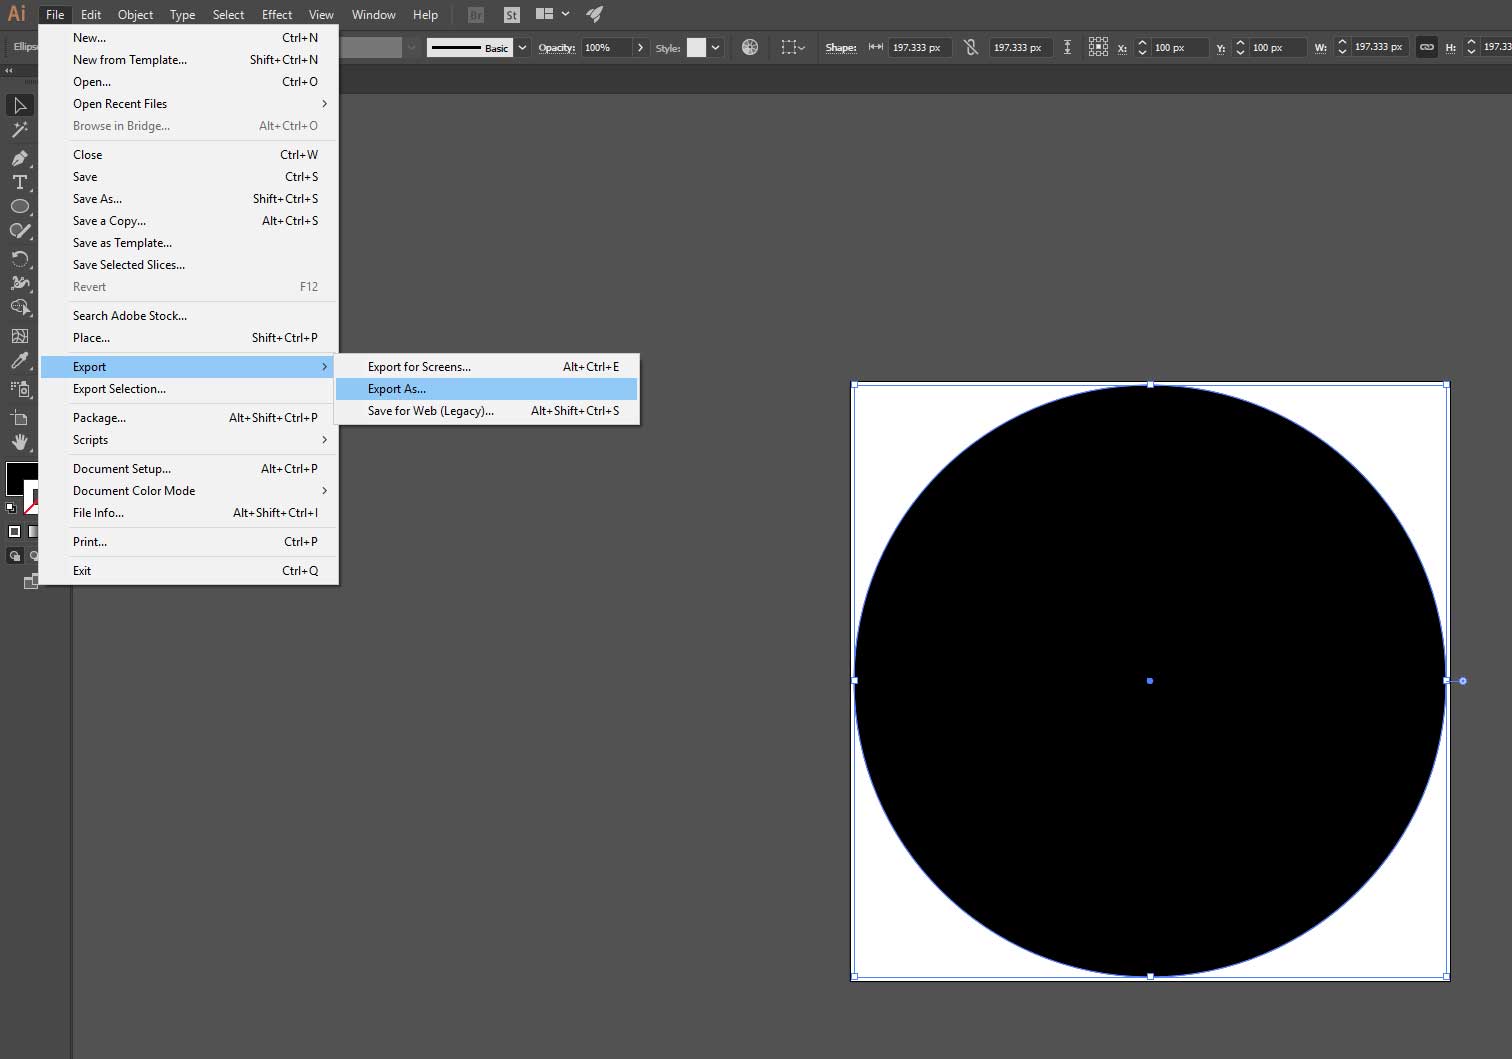 Ai File Edit Object Type Select Effect View Window Help Br St
Basic Opacity: 100% Style: Shape: 197.333 px 197.333 px X: 100 px Y: 100 px W: 197.333 px H: 197.33
New... Ctrl+N
New from Template... Shift+Ctrl+N
Open... Ctrl+O
Open Recent Files
Browse in Bridge... Alt+Ctrl+O
Close Ctrl+W
Save Ctrl+S
Save As... Shift+Ctrl+S
Save a Copy... Alt+Ctrl+S
Save as Template...
Save Selected Slices...
Revert F12
Search Adobe Stock...
Place... Shift+Ctrl+P
Export
Export for Screens... Alt+Ctrl+E
Export Selection...
Export As...
Save for Web (Legacy)... Alt+Shift+Ctrl+S
Package... Alt+Shift+Ctrl+P
Scripts
Document Setup... Alt+Ctrl+P
Document Color Mode
File Info... Alt+Shift+Ctrl+I
Print... Ctrl+P
Exit Ctrl+Q